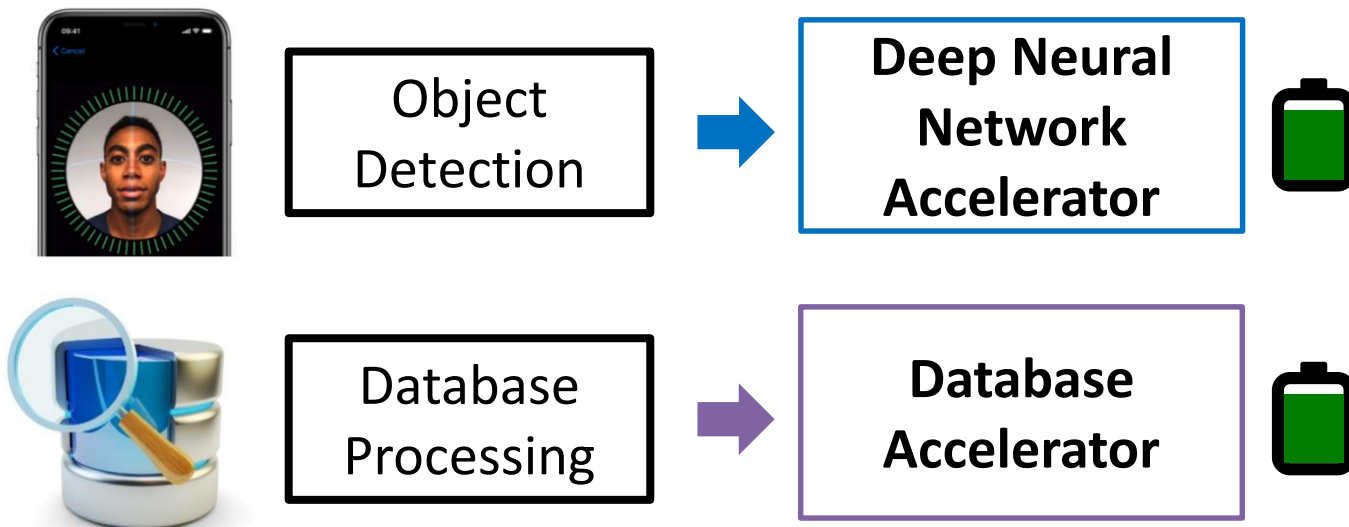 09:41
Cancel
Object
Detection
Deep Neural
Network
Accelerator
Database
Processing
Database
Accelerator